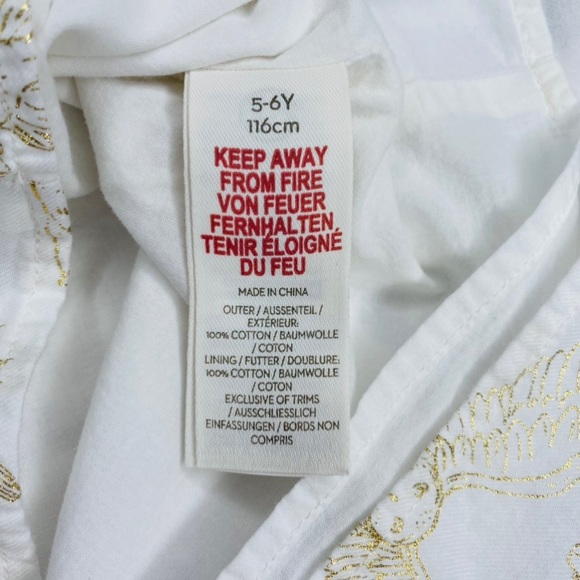 5-6Y
116cm
KEEP AWAY
FROM FIRE
VON FEUER
FERNHALTEN
TENIR ÉLOIGNÉ
DU FEU
MADE IN CHINA
OUTER / AUSSENTEIL /
EXTÉRIEUR:
100% COTTON / BAUMWOLLE
/ COTON
LINING / FUTTER / DOUBLURE:
100% COTTON / BAUMWOLLE
/ COTON
EXCLUSIVE OF TRIMS
/ AUSSCHLIESSLICH
EINFASSUNGEN / BORDS NON
COMPRIS